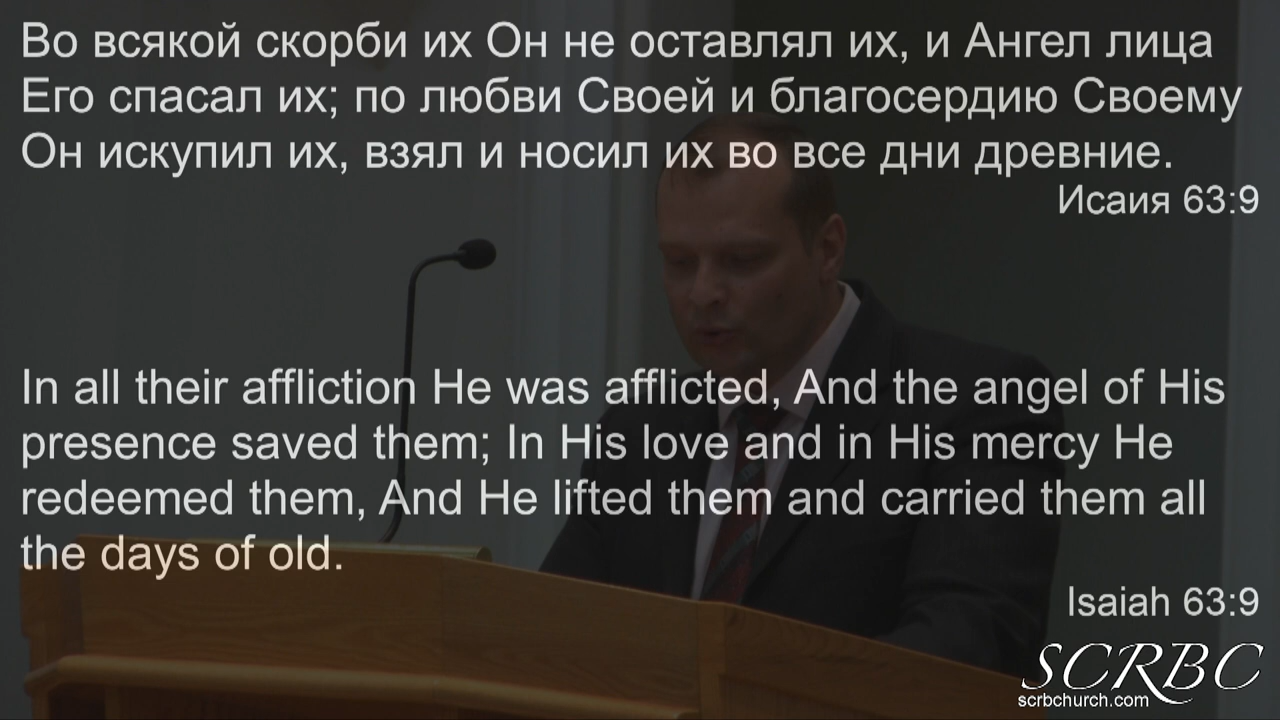 Во всякой скорби их Он не оставлял их, и Ангел лица
Его спасал их; по любви Своей и благосердию Своему
Он искупил их, взял и носил их во все дни древние.
Исаия 63:9
In all their affliction He was afflicted, And the angel of His
presence saved them; In His love and in His mercy He
redeemed them, And He lifted them and carried them all
the days of old.
Isaiah 63:9
SCRBC
scrbchurch.com